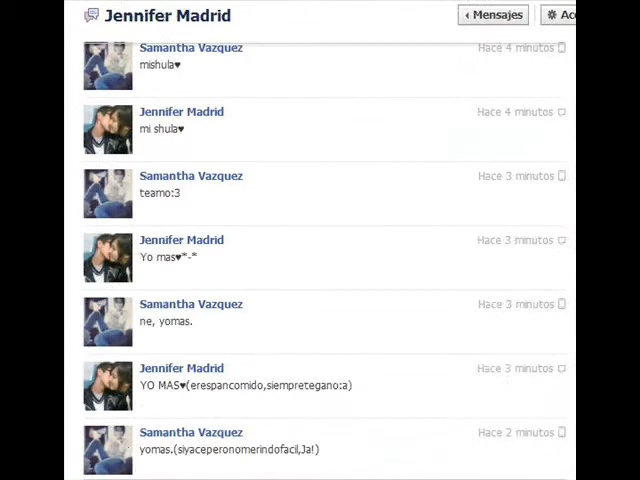 Jennifer Madrid
Mensajes
Samantha Vazquez Hace 4 minutos
mishula♥
Jennifer Madrid Hace 4 minutos
mi shula♥
Samantha Vazquez Hace 3 minutos
teamo:3
Jennifer Madrid Hace 3 minutos
Yo mas♥*-*
Samantha Vazquez Hace 3 minutos
ne, yomas.
Jennifer Madrid Hace 3 minutos
YO MAS♥(erespancomido,siempretegano:a)
Samantha Vazquez Hace 2 minutos
yomas.(siyaceperonomerindofacil,Ja!)